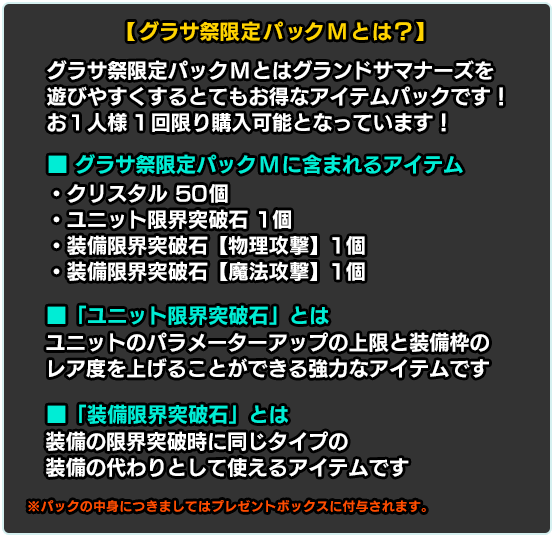 【グラサ祭限定パックMとは？】
グラサ祭限定パックMとはグランドサマナーズを
遊びやすくするとてもお得なアイテムパックです！
お１人様１回限り購入可能となっています！
■ グラサ祭限定パックMに含まれるアイテム
・クリスタル 50個
・ユニット限界突破石 1個
・装備限界突破石【物理攻撃】1個
・装備限界突破石【魔法攻撃】1個
■「ユニット限界突破石」とは
ユニットのパラメーターアップの上限と装備枠の
レア度を上げることができる強力なアイテムです
■「装備限界突破石」とは
装備の限界突破時に同じタイプの
装備の代わりとして使えるアイテムです
※パックの中身につきましてはプレゼントボックスに付与されます。